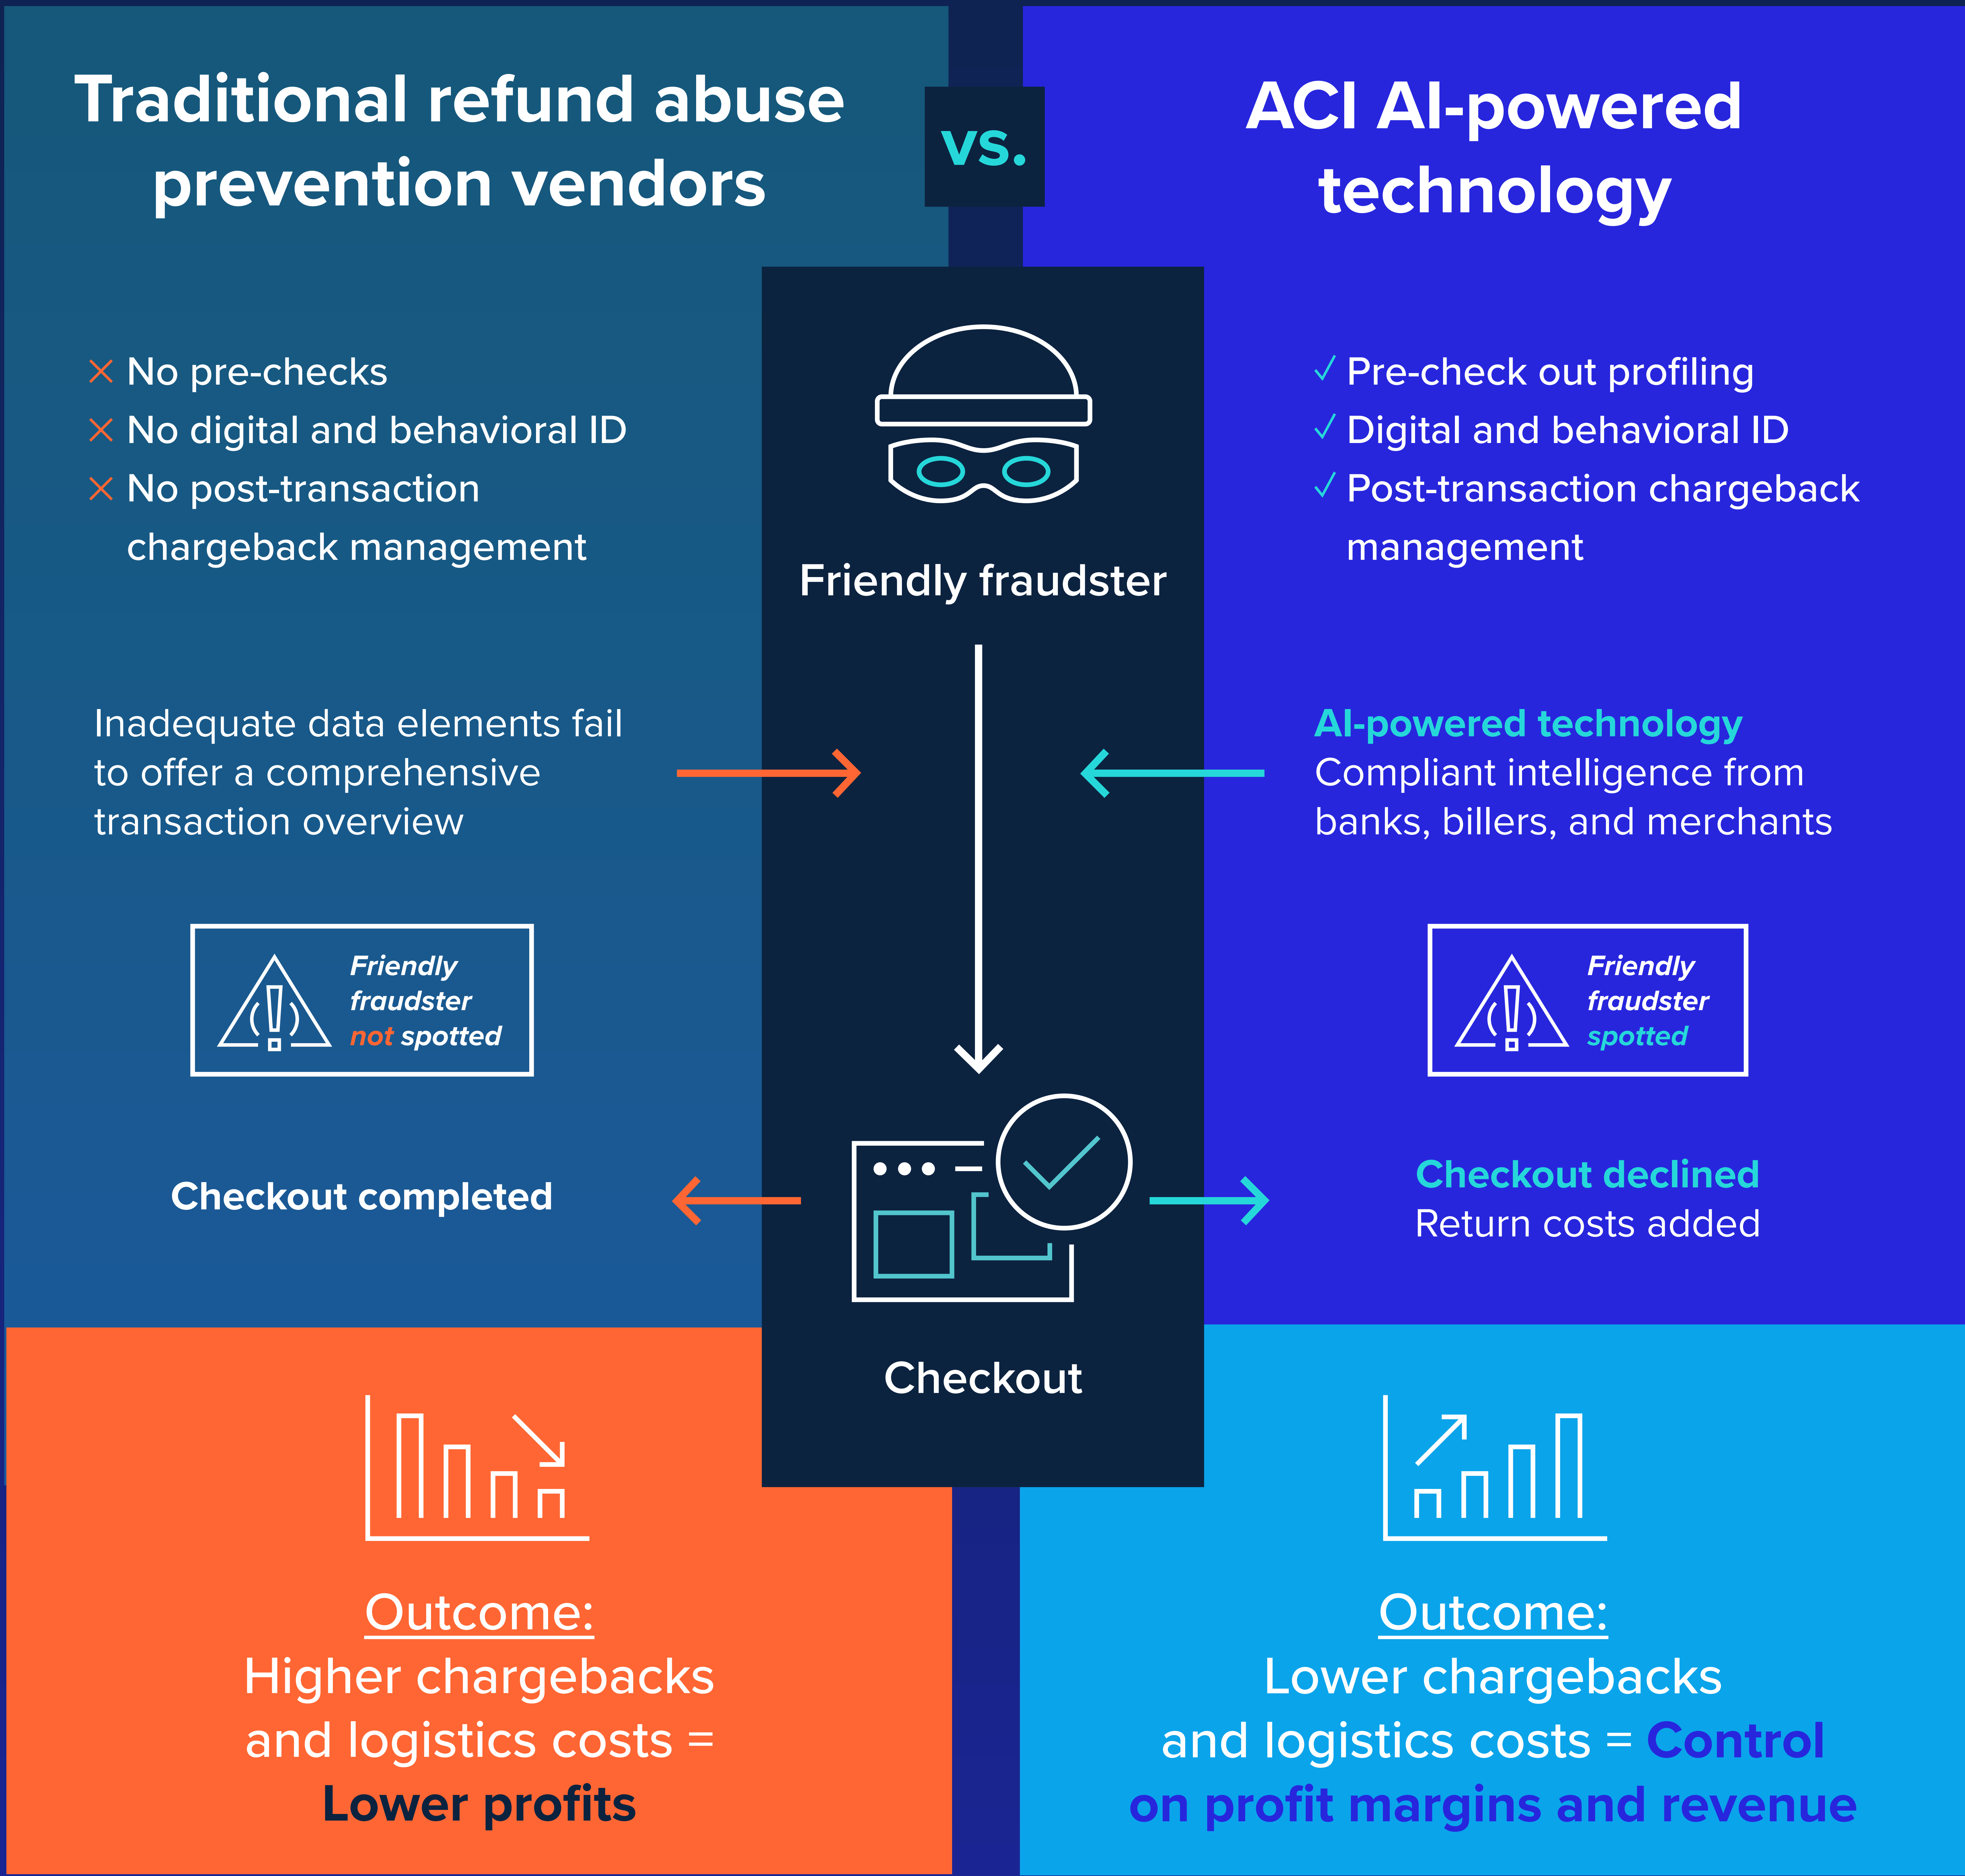 Traditional refund abuse
prevention vendors
vs.
ACI AI-powered
technology
No pre-checks
No digital and behavioral ID
No post-transaction
chargeback management
Friendly fraudster
Pre-check out profiling
Digital and behavioral ID
Post-transaction chargeback
management
Inadequate data elements fail
to offer a comprehensive
transaction overview
AI-powered technology
Compliant intelligence from
banks, billers, and merchants
Friendly
fraudster
not spotted
Friendly
fraudster
spotted
Checkout completed
Checkout declined
Return costs added
Checkout
Outcome:
Higher chargebacks
and logistics costs =
Lower profits
Outcome:
Lower chargebacks
and logistics costs = Control
on profit margins and revenue